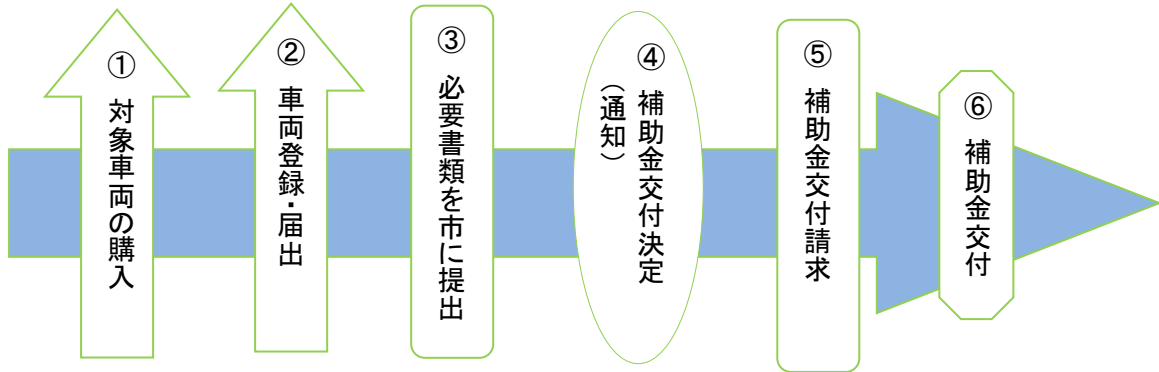 ① 対象車両の購入
② 車両登録・届出
③ 必要書類を市に提出
④ 補助金交付決定
（通知）
⑤ 補助金交付請求
⑥ 補助金交付